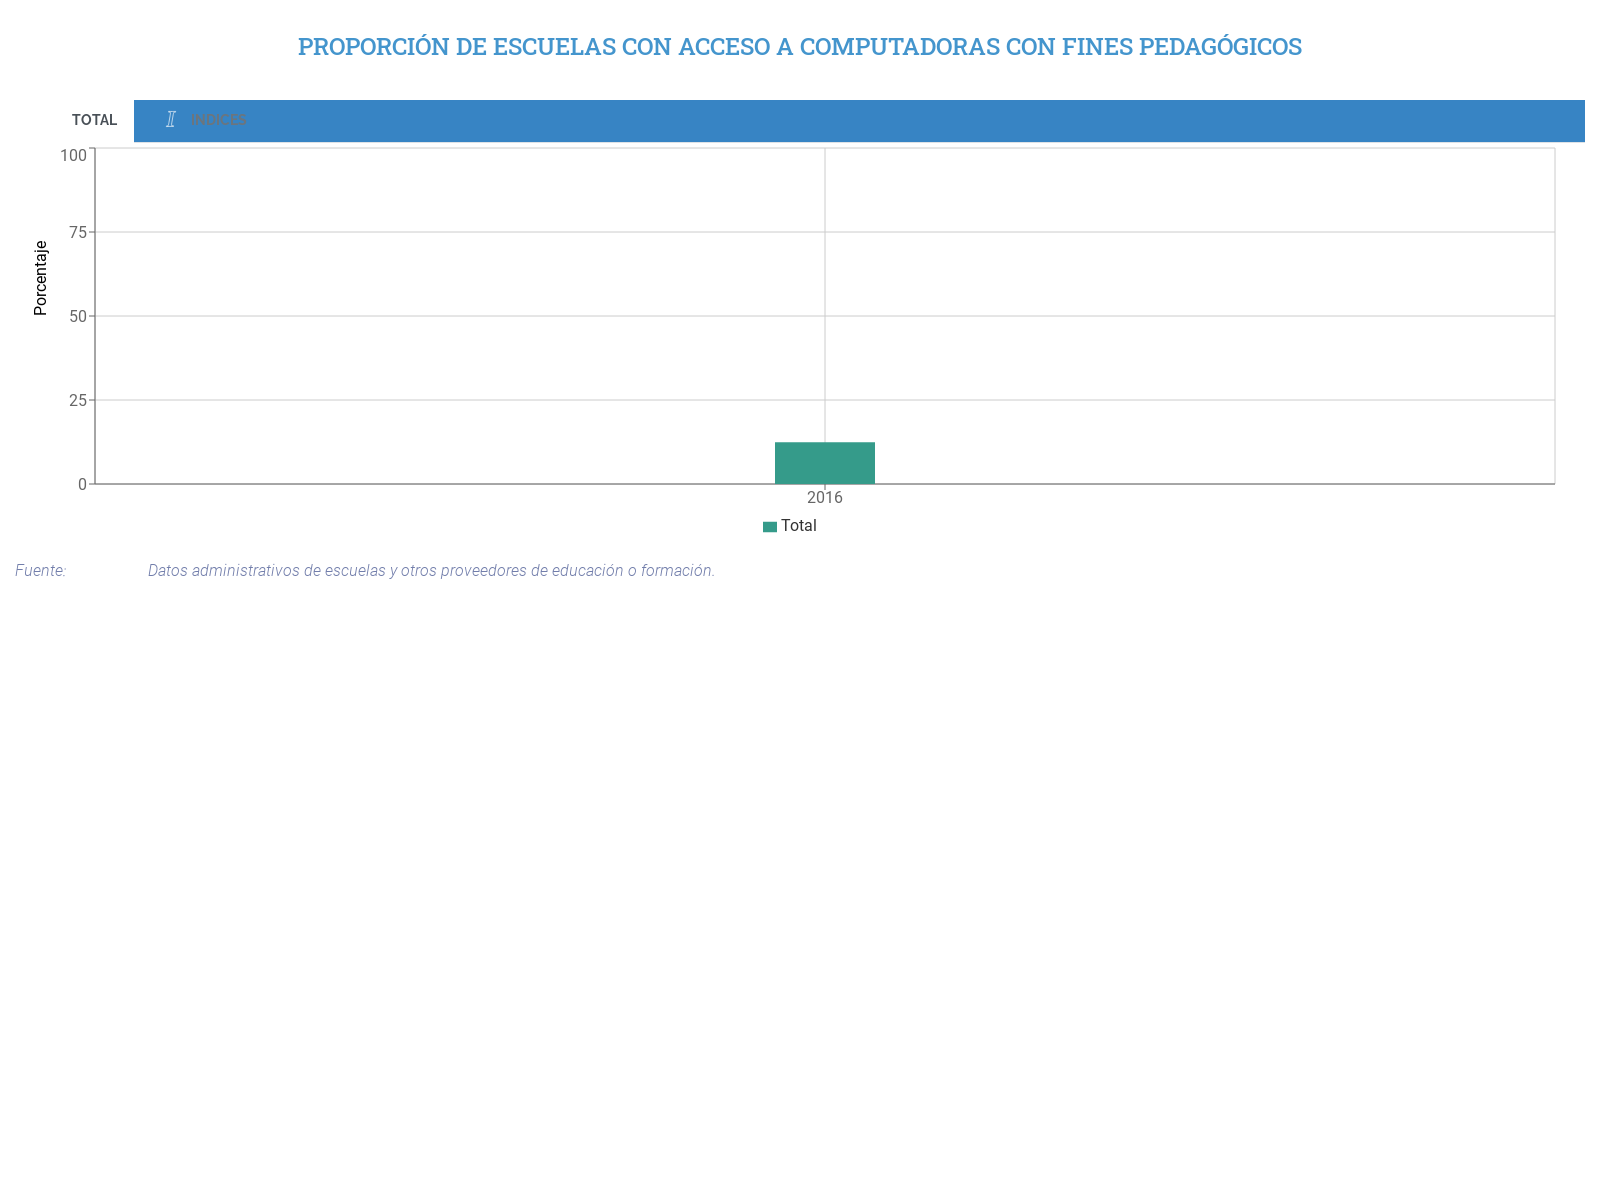 PROPORCIÓN DE ESCUELAS CON ACCESO A COMPUTADORAS CON FINES PEDAGÓGICOS
TOTAL I INDICES
100
75
50
25
0
Porcentaje
2016
Total
Fuente: Datos administrativos de escuelas y otros proveedores de educación o formación.